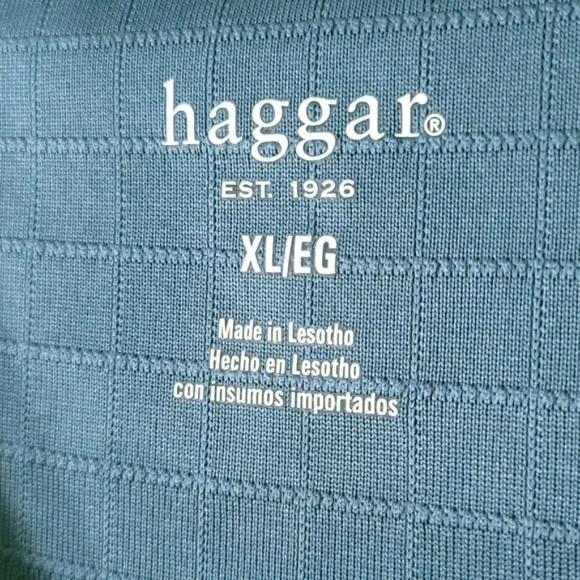 haggar®
EST. 1926
XL/EG
Made in Lesotho
Hecho en Lesotho
con insumos importados